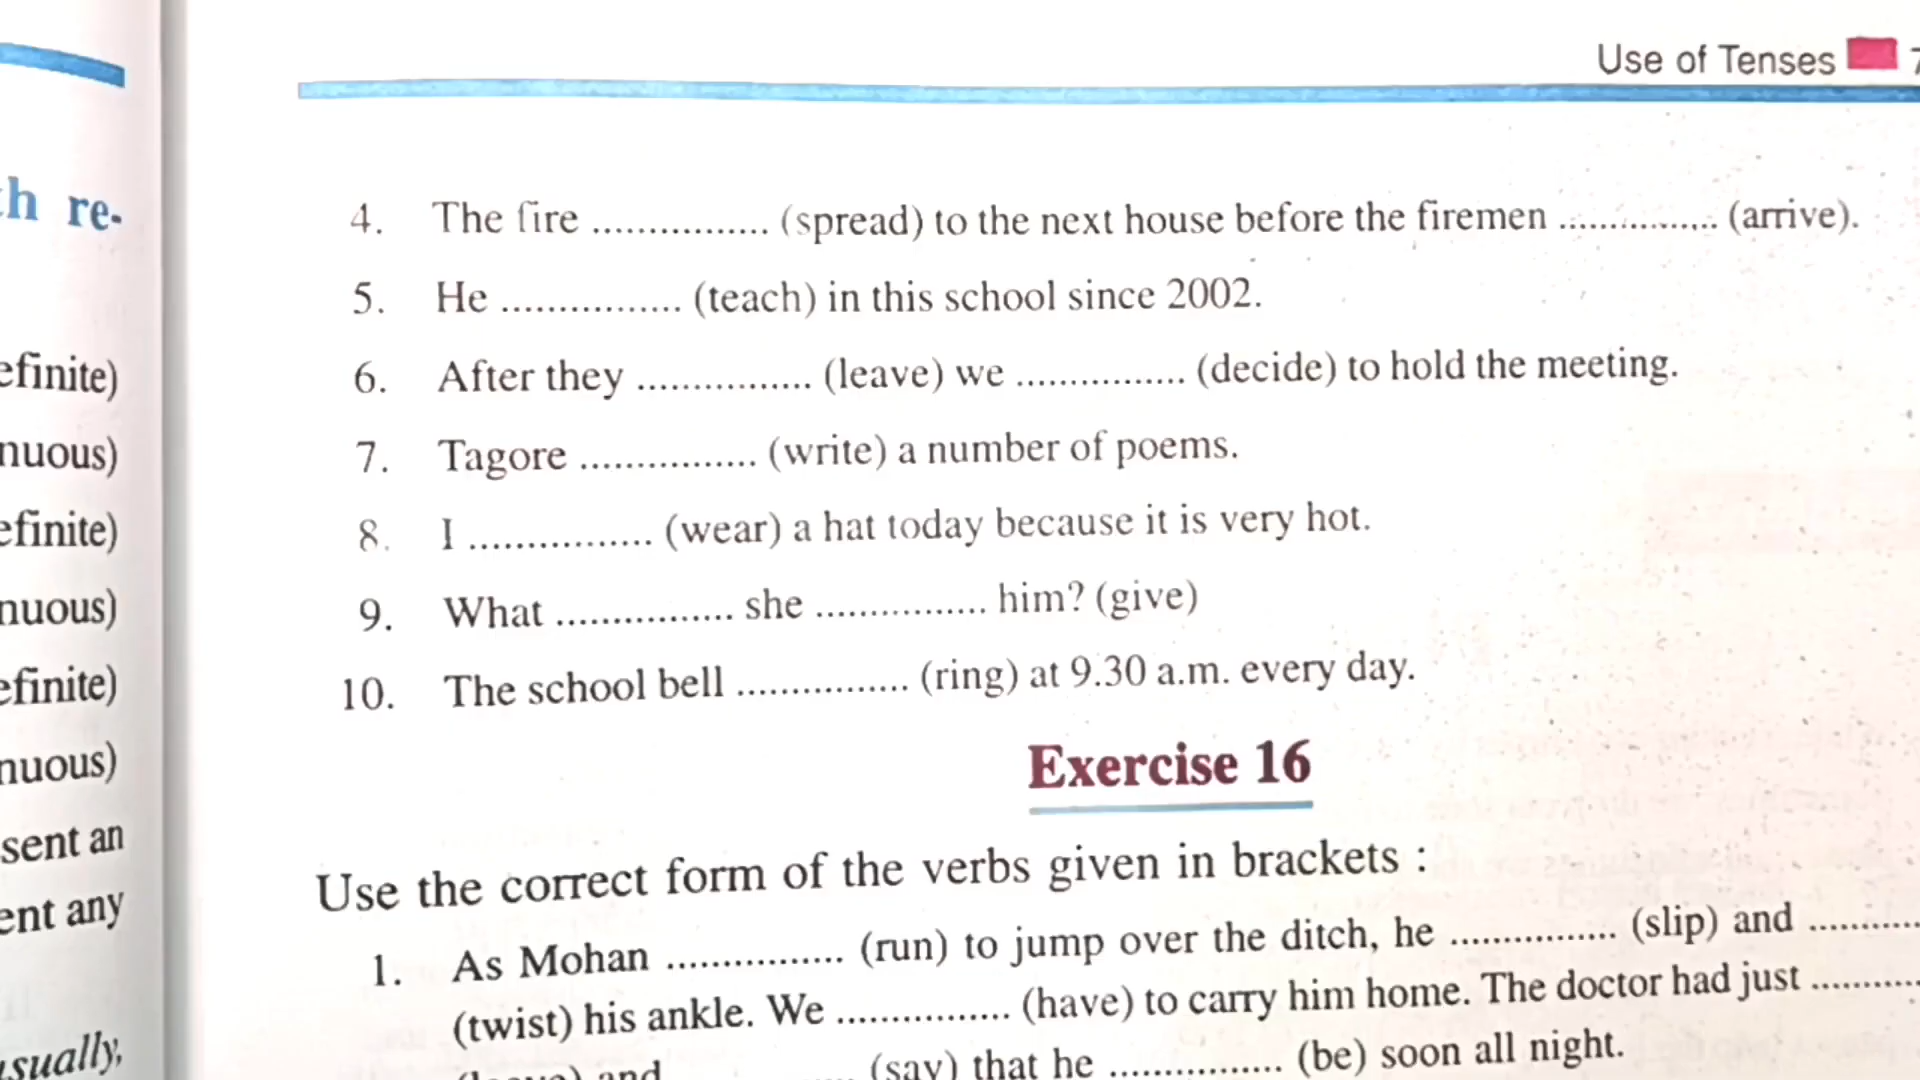 Use of Tenses
h re-
efinite)
nuous)
efinite)
nuous)
efinite)
nuous)
sent an
ent any
sually,
4. The fire ................ (spread) to the next house before the firemen ................ (arrive).
5. He ................ (teach) in this school since 2002.
6. After they ................ (leave) we ................ (decide) to hold the meeting.
7. Tagore ................ (write) a number of poems.
8. I ................ (wear) a hat today because it is very hot.
9. What ................ she ................ him? (give)
10. The school bell ................ (ring) at 9.30 a.m. every day.
Exercise 16
Use the correct form of the verbs given in brackets :
1. As Mohan ................ (run) to jump over the ditch, he ................ (slip) and ..........
(twist) his ankle. We ................ (have) to carry him home. The doctor had just ..........
and ................ (say) that he ................ (be) soon all night.